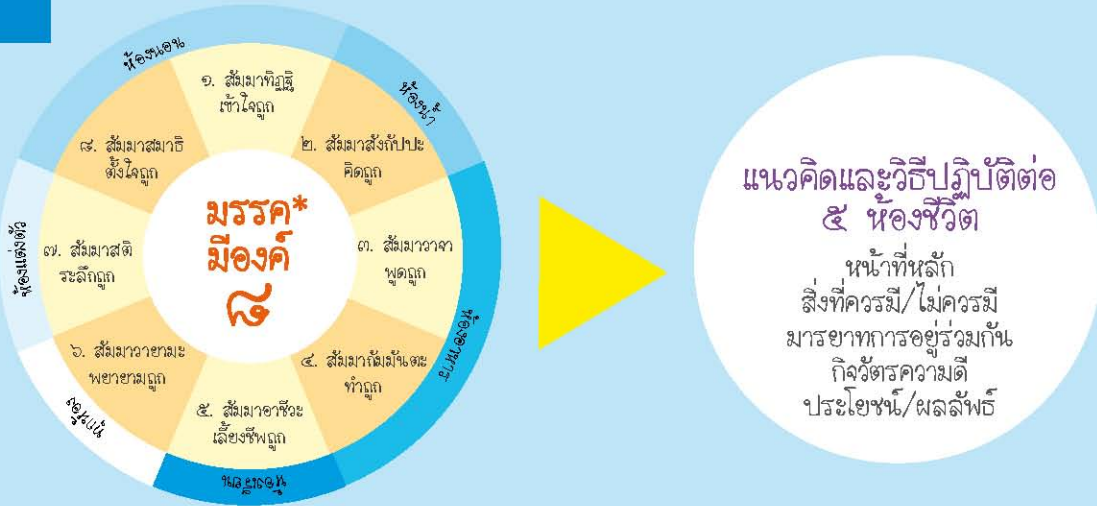 ห้องนอน
ห้องน้ำ
ห้องอาหาร
ห้องเรียน
ทุกห้อง
ห้องแต่งตัว
๑. สัมมาทิฏฐิ
เข้าใจถูก
๒. สัมมาสังกัปปะ
คิดถูก
๓. สัมมาวาจา
พูดถูก
๔. สัมมากัมมันตะ
ทำถูก
๕. สัมมาอาชีวะ
เลี้ยงชีพถูก
๖. สัมมาวายามะ
พยายามถูก
๗. สัมมาสติ
ระลึกถูก
๘. สัมมาสมาธิ
ตั้งใจถูก
มรรค*
มีองค์
๘
แนวคิดและวิธีปฏิบัติต่อ
๕ ห้องชีวิต
หน้าที่หลัก
สิ่งที่ควรมี/ไม่ควรมี
มารยาทการอยู่ร่วมกัน
กิจวัตรความดี
ประโยชน์/ผลลัพธ์